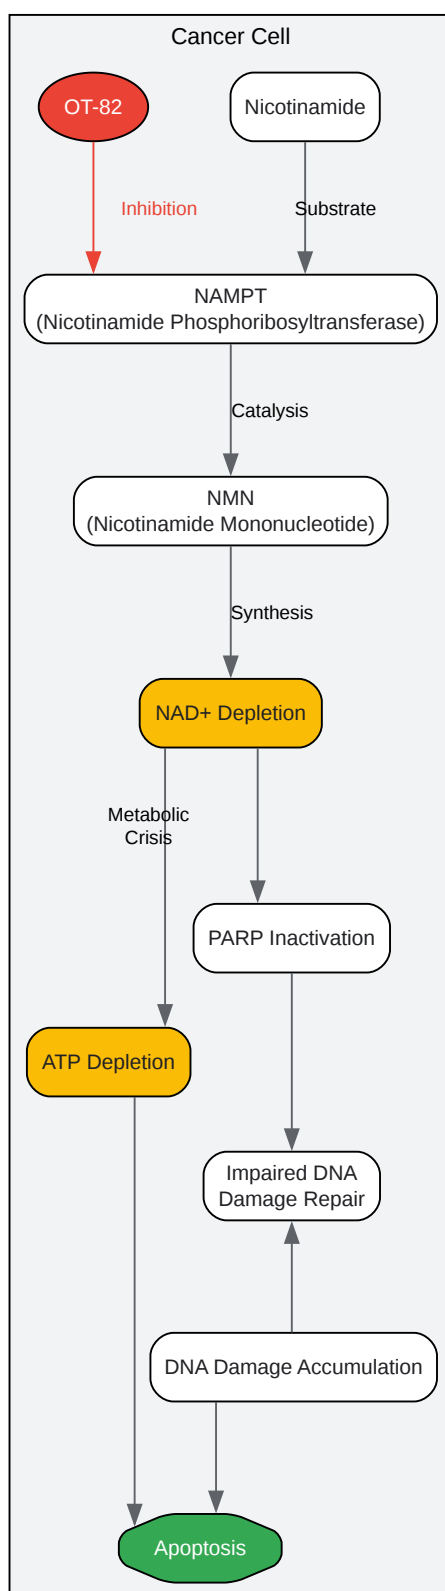 Cancer Cell
OT-82
Nicotinamide
Inhibition
Substrate
NAMPT
(Nicotinamide Phosphoribosyltransferase)
Catalysis
NMN
(Nicotinamide Mononucleotide)
Synthesis
NAD+ Depletion
Metabolic
Crisis
PARP Inactivation
ATP Depletion
Impaired DNA
Damage Repair
DNA Damage Accumulation
Apoptosis